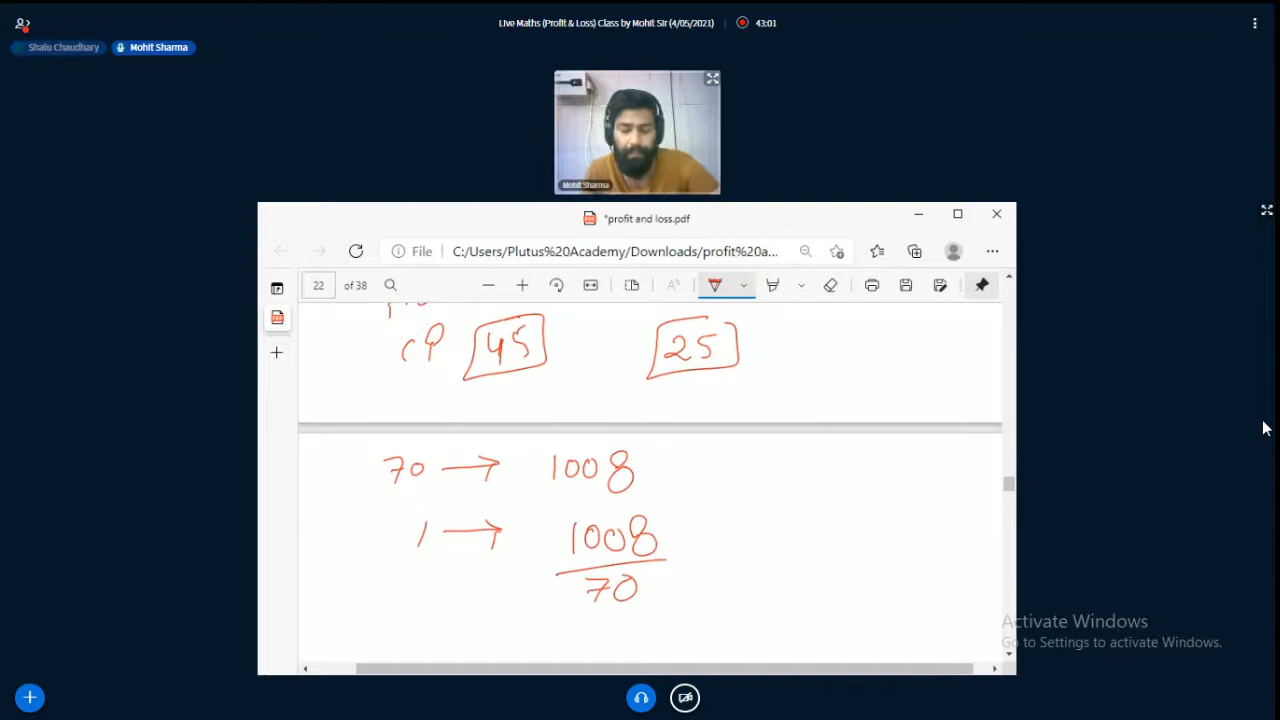 Live Maths (Profit & Loss) Class by Mohit Sir (4/05/2021) 43:01
Shalu Chaudhary Mohit Sharma
Mohit Sharma
*profit and loss.pdf
File C:/Users/Plutus%20Academy/Downloads/profit%20a...
22 of 38
CP 45 25
70 → 1008
1 → 1008
70
Activate Windows
Go to Settings to activate Windows.